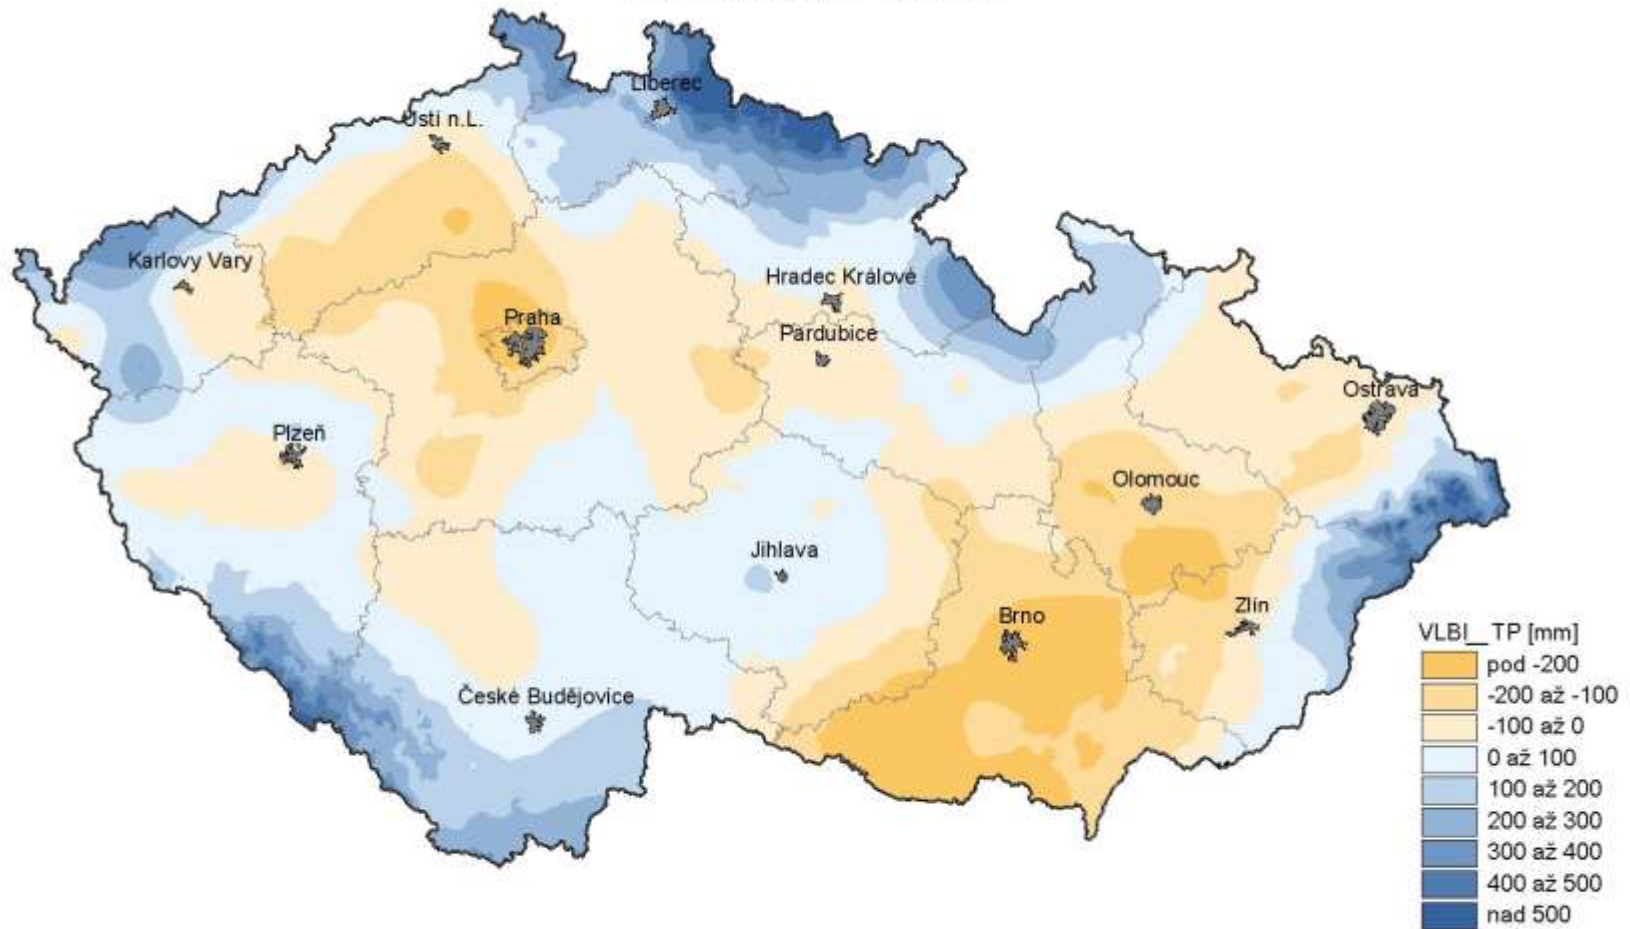 Liberec
Ústí n.L.
Karlovy Vary
Hradec Králové
Praha
Pardubice
Ostrava
Plzeň
Olomouc
Jihlava
Zlín
Brno
České Budějovice
VLBI__TP [mm]
pod -200
-200 až -100
-100 až 0
0 až 100
100 až 200
200 až 300
300 až 400
400 až 500
nad 500